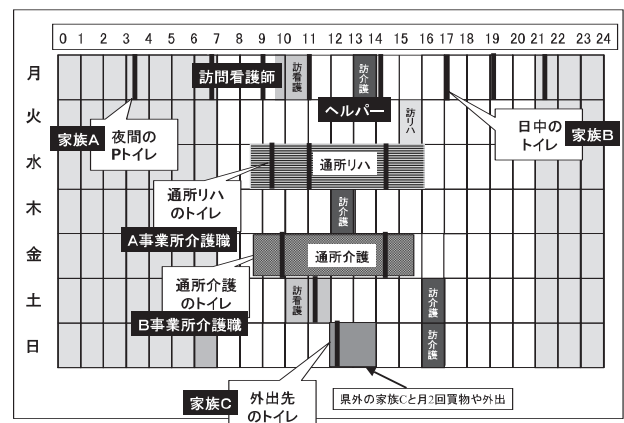 0 1 2 3 4 5 6 7 8 9 10 11 12 13 14 15 16 17 18 19 20 21 22 23 24
月
訪問看護師
訪看護
訪介護
火
ヘルパー
訪リハ
家族A
夜間の
Pトイレ
日中の
トイレ
家族B
水
通所リハ
通所リハ
のトイレ
木
訪介護
A事業所介護職
金
通所介護
通所介護
のトイレ
土
訪看護
訪介護
B事業所介護職
日
訪介護
家族C
外出先
のトイレ
県外の家族Cと月2回買物や外出